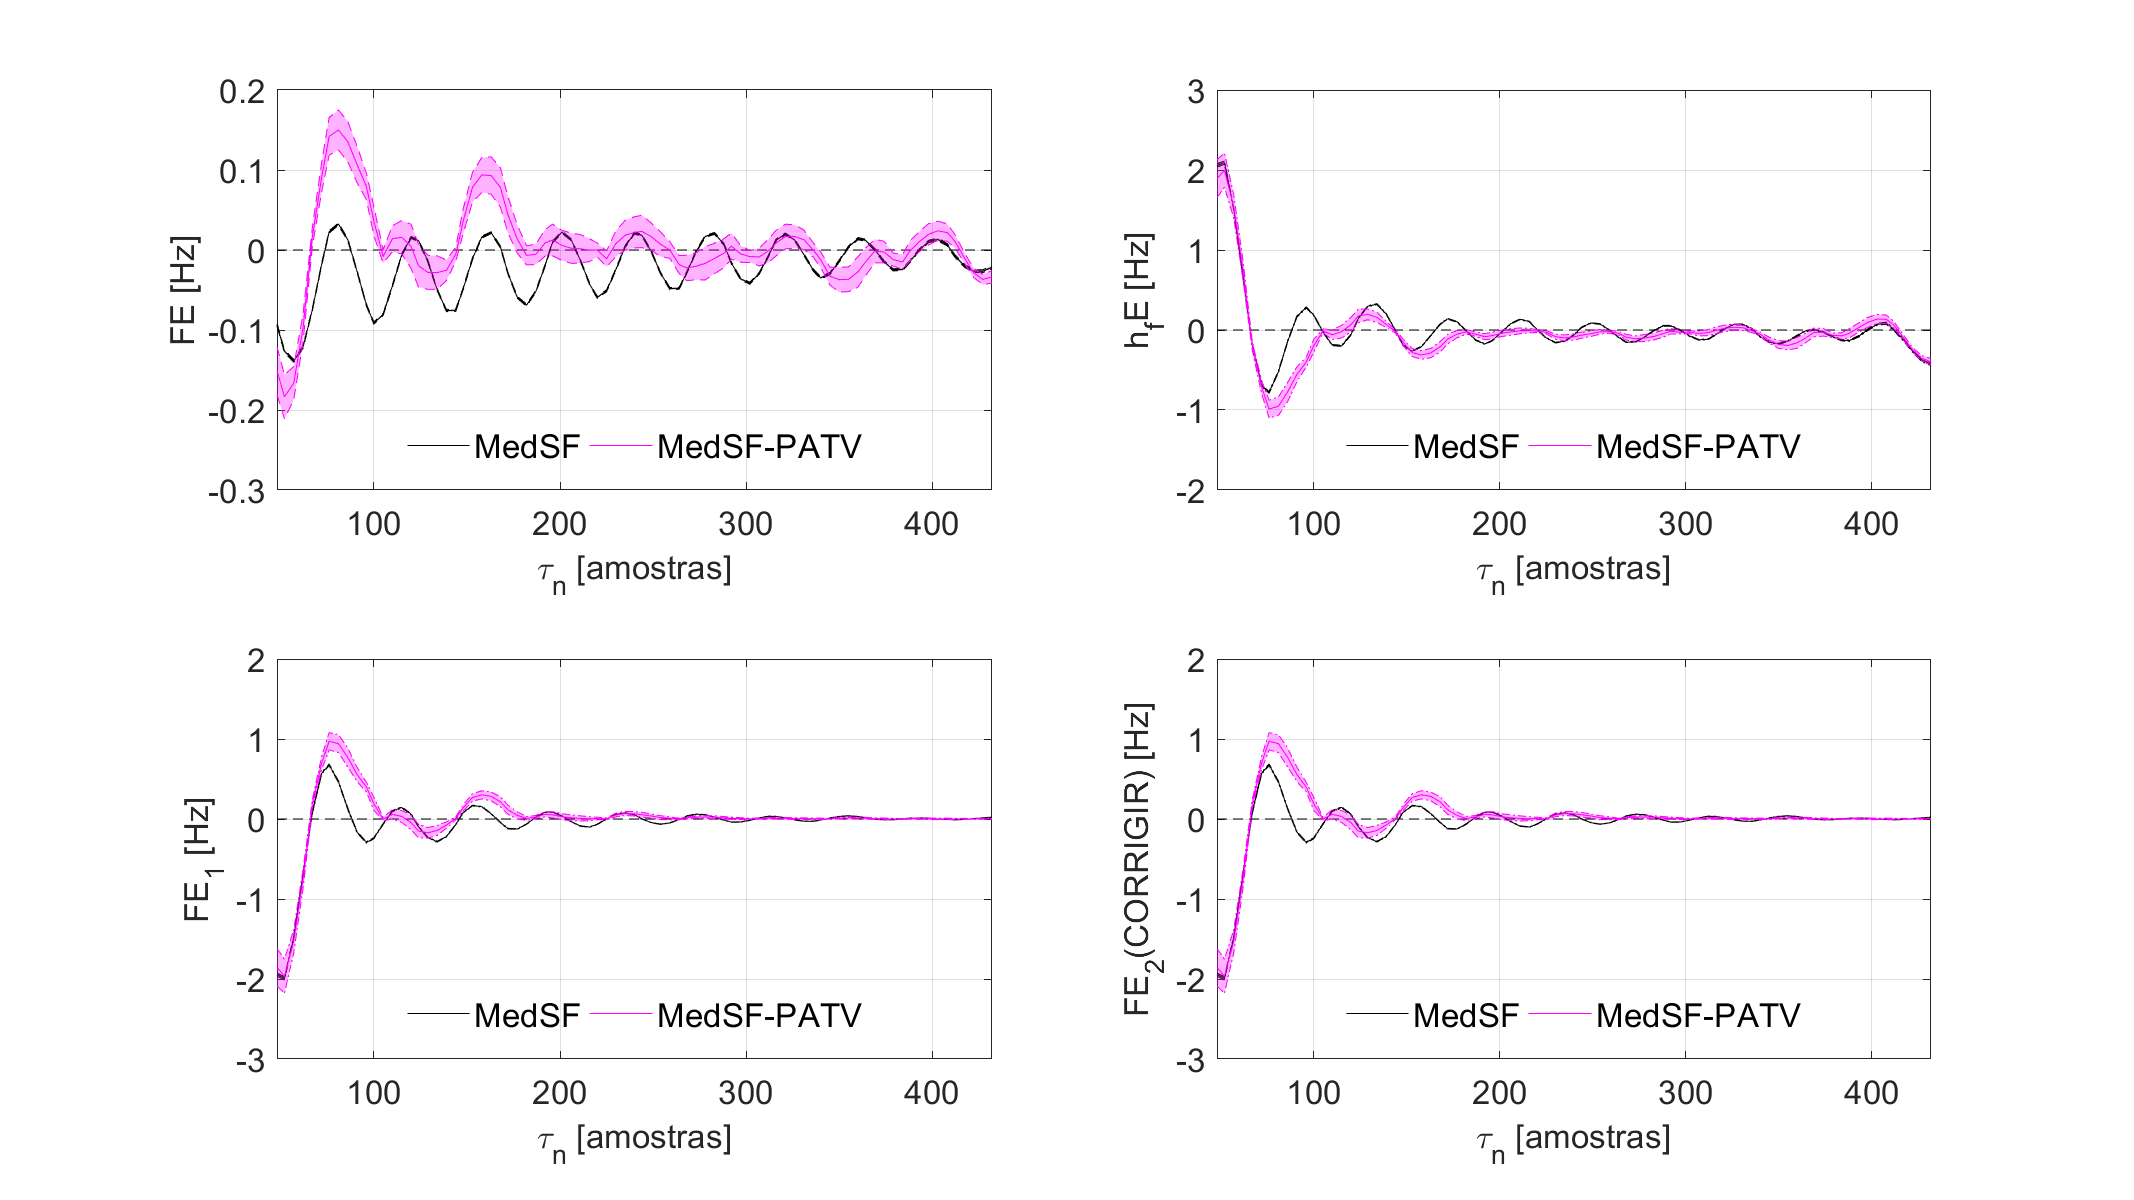 0.2
0.1
0
-0.1
-0.2
-0.3
FE [Hz]
MedSF MedSF-PATV
100 200 300 400
τn [amostras]
3
2
1
0
-1
-2
hfE [Hz]
MedSF MedSF-PATV
100 200 300 400
τn [amostras]
2
1
0
-1
-2
-3
FE1 [Hz]
MedSF MedSF-PATV
100 200 300 400
τn [amostras]
2
1
0
-1
-2
-3
FE2(CORRIGIR) [Hz]
MedSF MedSF-PATV
100 200 300 400
τn [amostras]